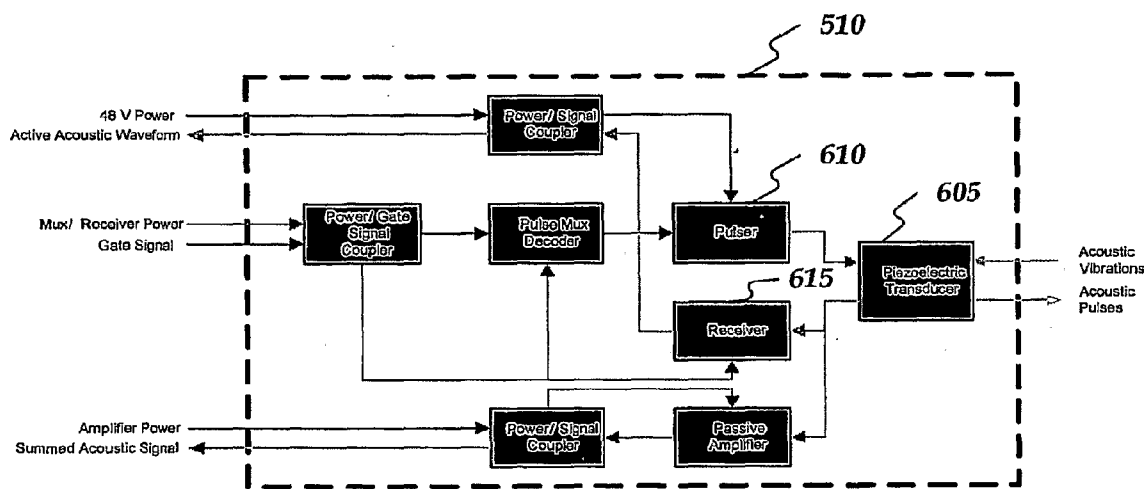 510
48 V Power
Active Acoustic Waveform
Power/ Signal
Coupler
610
605
Mux/ Receiver Power
Gate Signal
Power/ Gate
Signal
Coupler
Pulse Mux
Decoder
Pulser
Piezoelectric
Transducer
Acoustic
Vibrations
Acoustic
Pulses
615
Receiver
Amplifier Power
Summed Acoustic Signal
Power/ Signal
Coupler
Passive
Amplifier